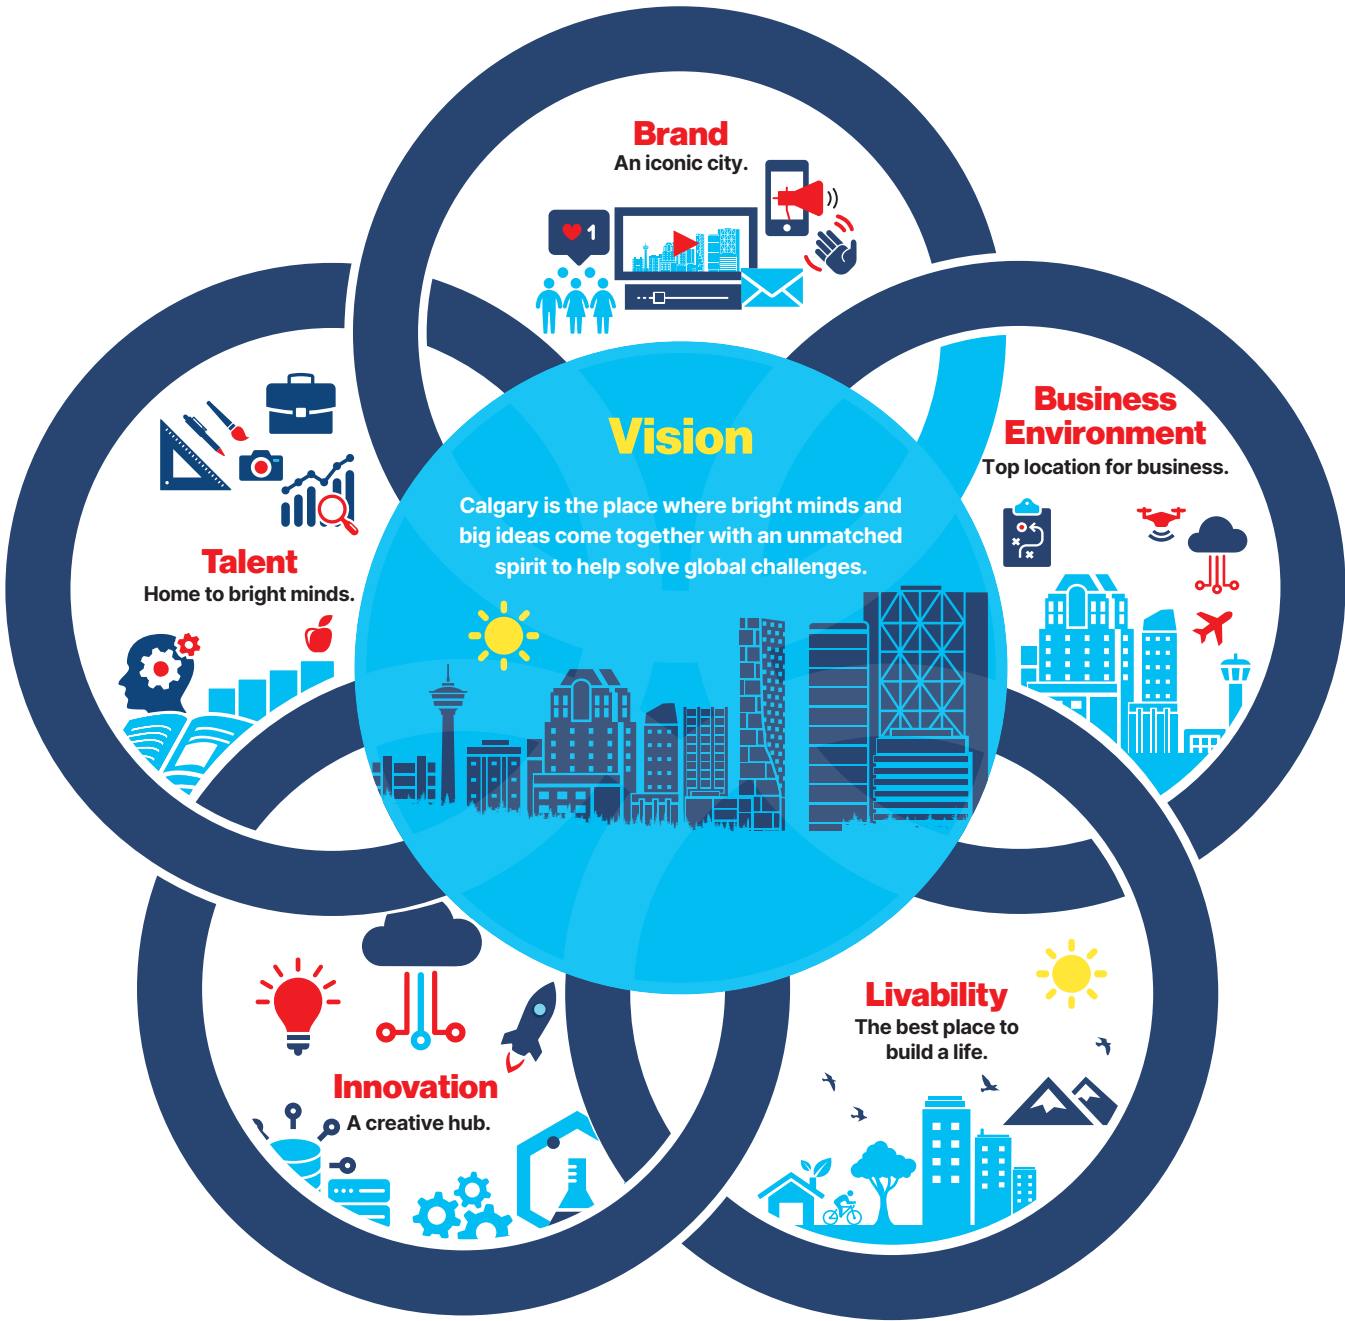 Brand
An iconic city.
1
Business
Environment
Top location for business.
Vision
Calgary is the place where bright minds and
big ideas come together with an unmatched
spirit to help solve global challenges.
Talent
Home to bright minds.
Livability
The best place to
build a life.
Innovation
A creative hub.